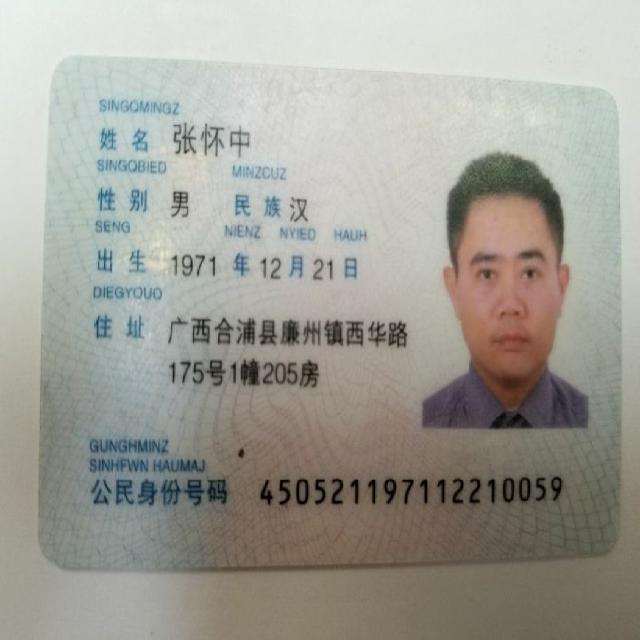 SINGQMINGZ
姓名 张怀中
SINGQBIED MINZCUZ
性别 男 民族 汉
SENG NIENZ NYIED HAUH
出生 1971 年 12 月 21 日
DIEGYOUQ
住址 广西合浦县廉州镇西华路
175号1幢205房
GUNGHMINZ
SINHFWN HAUMAJ
公民身份号码 450521197112210059